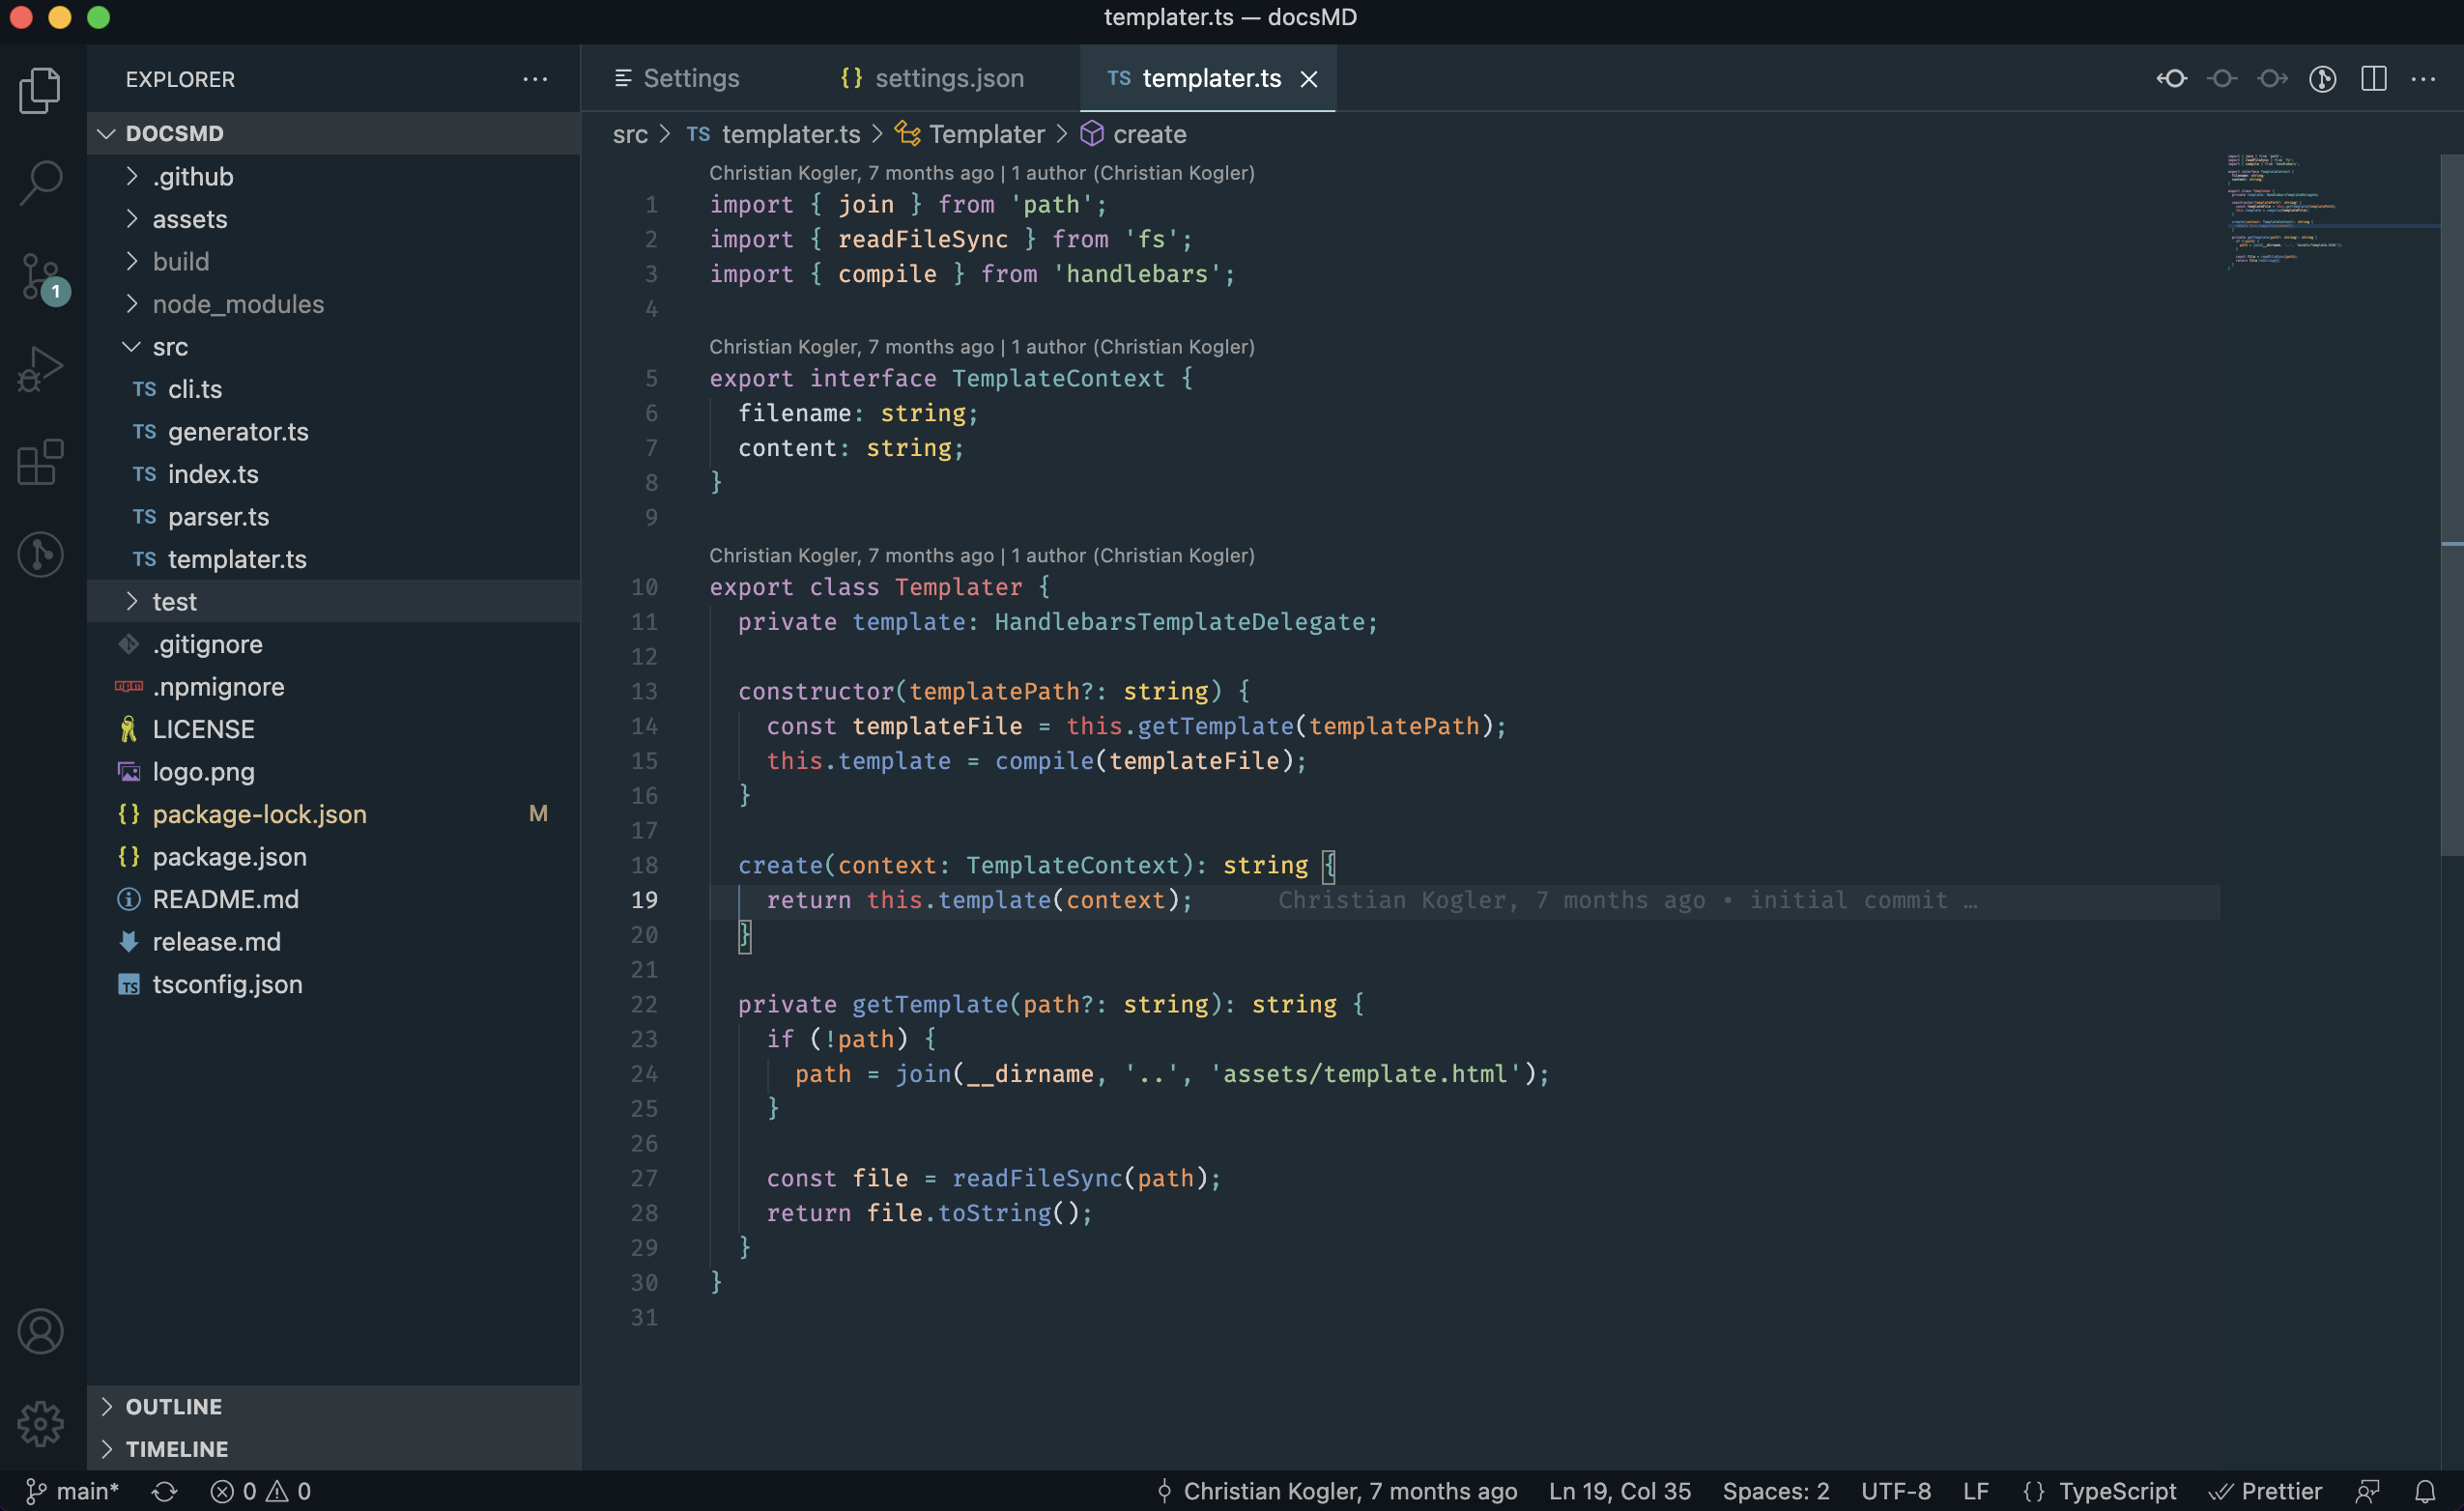 templater.ts — docsMD
EXPLORER
DOCSMD
.github
assets
build
node_modules
src
TS cli.ts
TS generator.ts
TS index.ts
TS parser.ts
TS templater.ts
test
.gitignore
.npmignore
LICENSE
logo.png
{} package-lock.json M
{} package.json
README.md
release.md
TS tsconfig.json
OUTLINE
TIMELINE
1
Settings
{} settings.json
TS templater.ts
src > TS templater.ts > Templater > create
Christian Kogler, 7 months ago | 1 author (Christian Kogler)
1 import { join } from 'path';
2 import { readFileSync } from 'fs';
3 import { compile } from 'handlebars';
4
Christian Kogler, 7 months ago | 1 author (Christian Kogler)
5 export interface TemplateContext {
6 filename: string;
7 content: string;
8 }
9
Christian Kogler, 7 months ago | 1 author (Christian Kogler)
10 export class Templater {
11 private template: HandlebarsTemplateDelegate;
12
13 constructor(templatePath?: string) {
14 const templateFile = this.getTemplate(templatePath);
15 this.template = compile(templateFile);
16 }
17
18 create(context: TemplateContext): string {
19 return this.template(context); Christian Kogler, 7 months ago • initial commit …
20 }
21
22 private getTemplate(path?: string): string {
23 if (!path) {
24 path = join(__dirname, '..', 'assets/template.html');
25 }
26
27 const file = readFileSync(path);
28 return file.toString();
29 }
30 }
31
main* 0 0 Christian Kogler, 7 months ago Ln 19, Col 35 Spaces: 2 UTF-8 LF {} TypeScript Prettier